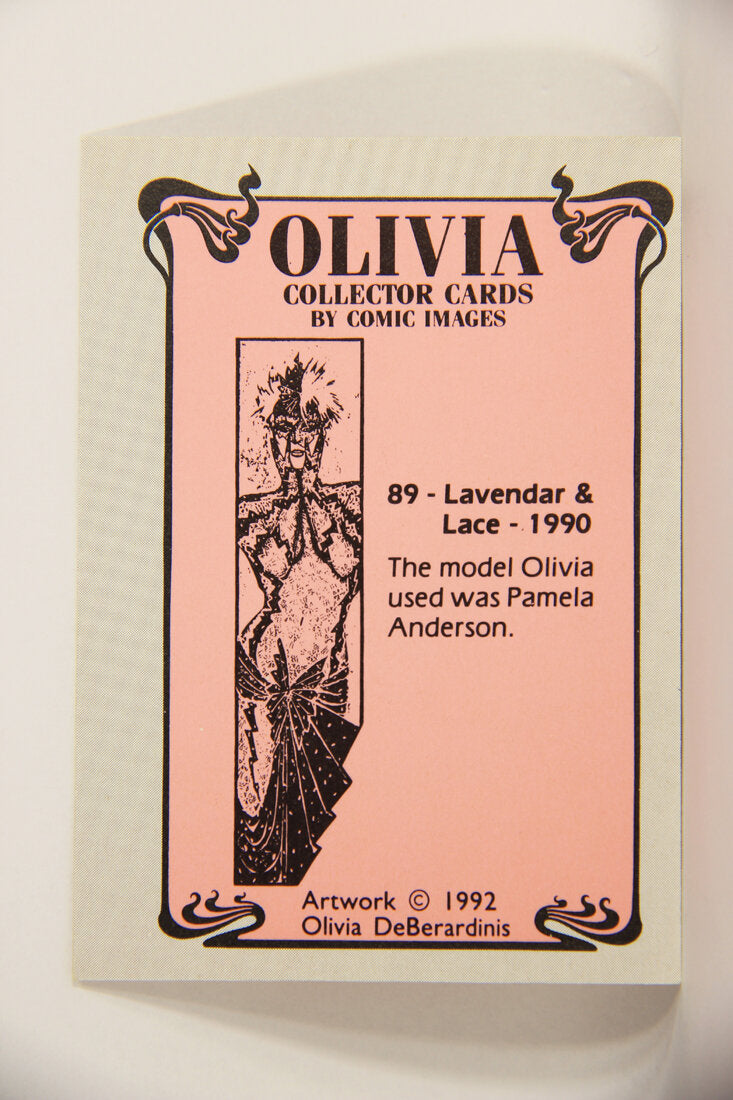 OLIVIA
COLLECTOR CARDS
BY COMIC IMAGES
89 - Lavendar &
Lace - 1990
The model Olivia
used was Pamela
Anderson.
Artwork © 1992
Olivia DeBerardinis